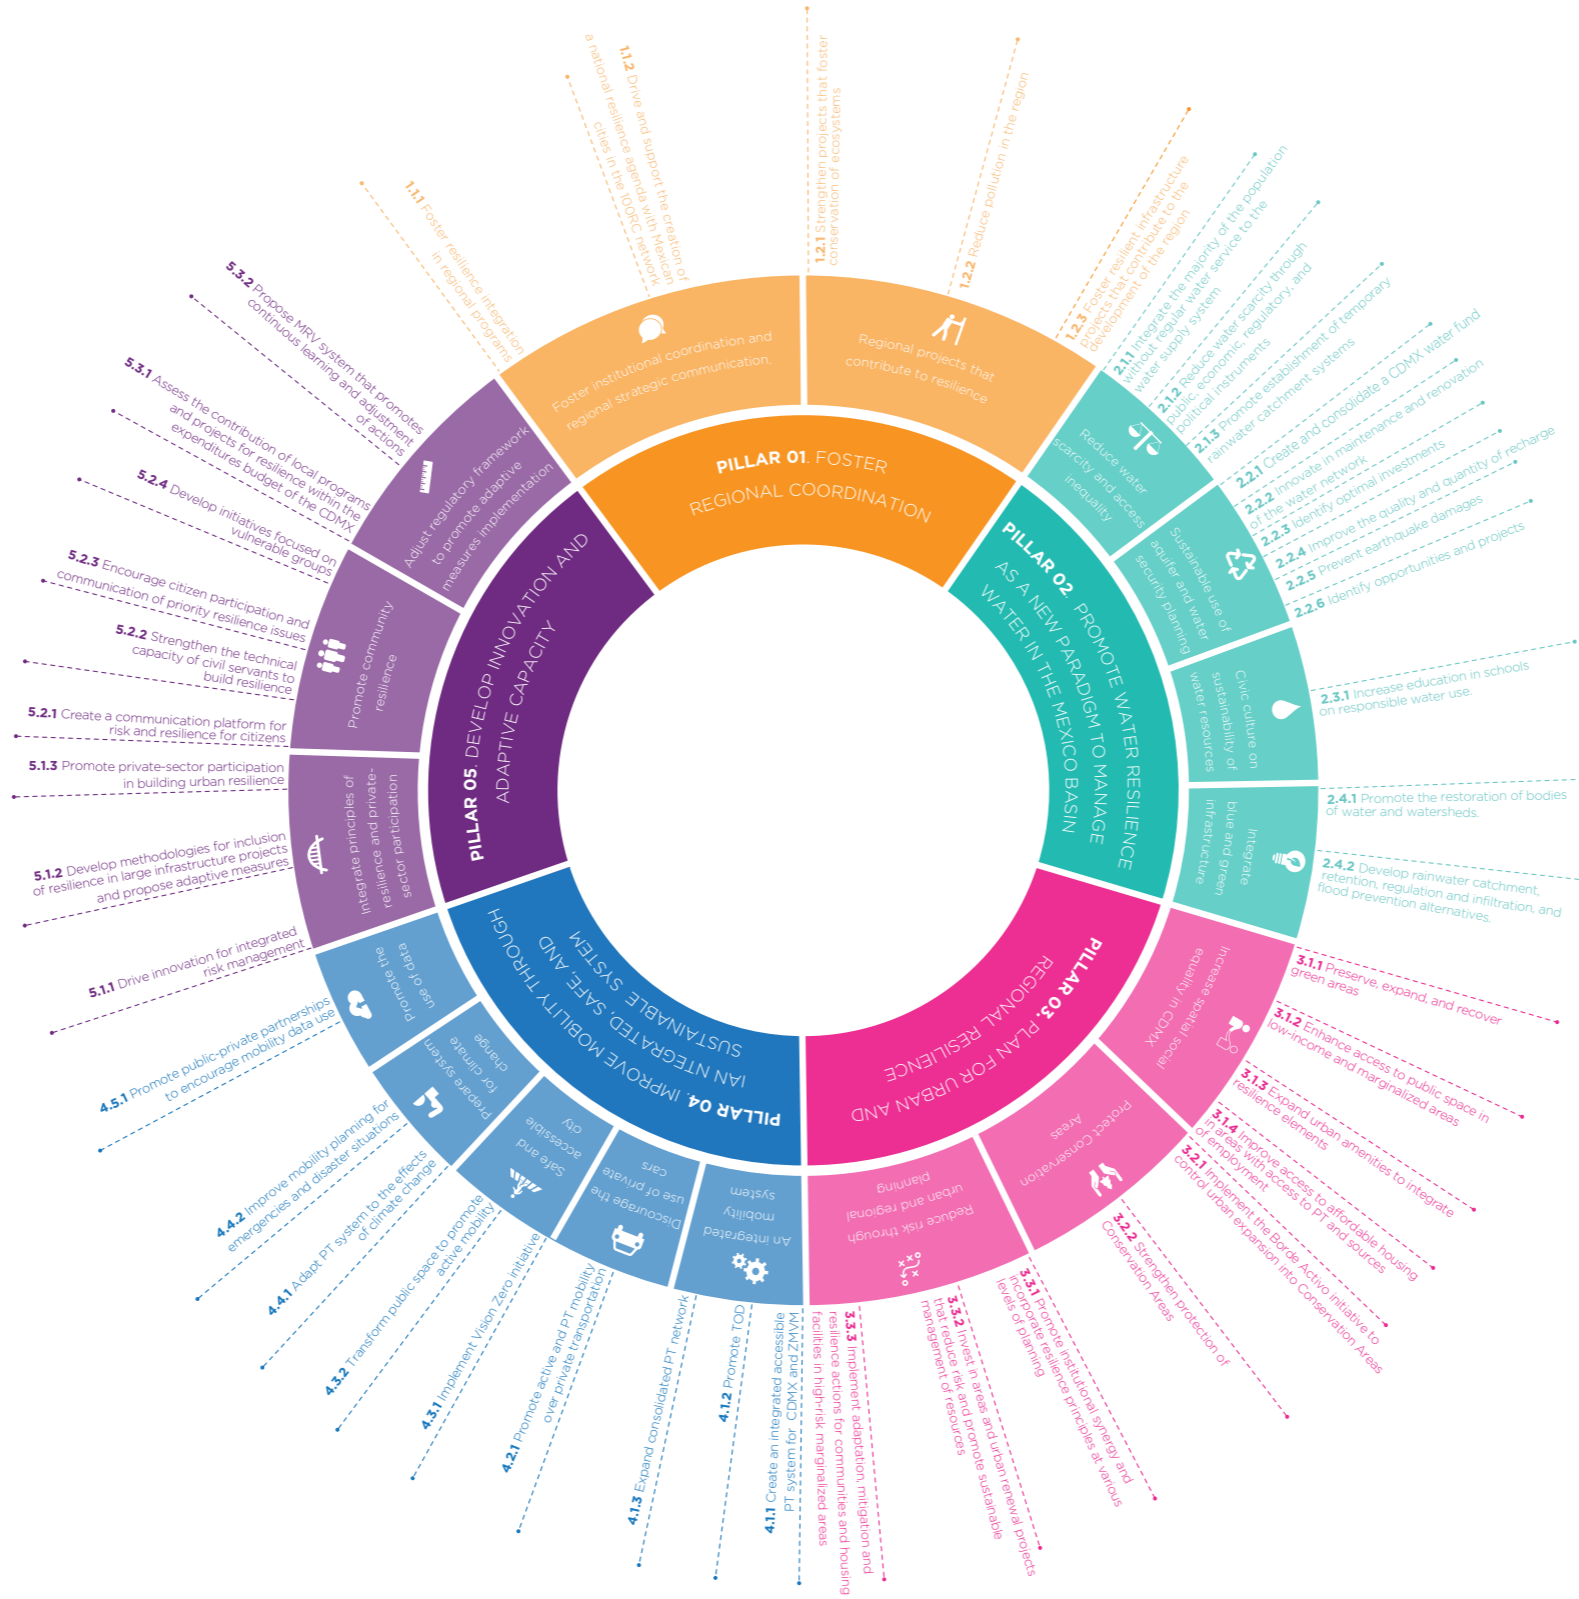 PILLAR 01. FOSTER
REGIONAL COORDINATION
Foster institutional coordination and
regional strategic communication.
1.1.1 Foster resilience integration
in regional programs
1.1.2 Drive and support the creation of
a national resilience agenda with Mexican
cities in the 100RC network
Regional projects that
contribute to resilience
1.2.1 Strengthen projects that foster
conservation of ecosystems
1.2.2 Reduce pollution in the region
1.2.3 Foster resilient infrastructure
projects that contribute to the
development of the region
PILLAR 02. PROMOTE WATER RESILIENCE
AS A NEW PARADIGM TO MANAGE
WATER IN THE MEXICO BASIN
Reduce water
scarcity and access
inequality
2.1.1 Integrate the majority of the population
without regular water service to the
water supply system
2.1.2 Reduce water scarcity through
public, economic, regulatory, and
political instruments
2.1.3 Promote establishment of temporary
rainwater catchment systems
Sustainable use of
aquifer and water
security planning
2.2.1 Create and consolidate a CDMX water fund
2.2.2 Innovate in maintenance and renovation
of the water network
2.2.3 Identify optimal investments
2.2.4 Improve the quality and quantity of recharge
2.2.5 Prevent earthquake damages
2.2.6 Identify opportunities and projects
Civic culture on
sustainability of
water resources
2.3.1 Increase education in schools
on responsible water use.
Integrate
blue and green
infrastructure
2.4.1 Promote the restoration of bodies
of water and watersheds.
2.4.2 Develop rainwater catchment,
retention, regulation and infiltration, and
flood prevention alternatives.
PILLAR 03. PLAN FOR URBAN AND
REGIONAL RESILIENCE
Increase spatial social
equality in CDMX
3.1.1 Preserve, expand, and recover
green areas
3.1.2 Enhance access to public space in
low-income and marginalized areas
3.1.3 Expand urban amenities to integrate
resilience elements
3.1.4 Improve access to affordable housing
in areas with access to PT and sources
of employment
Protect Conservation
Areas
3.2.1 Implement the Borde Activo initiative to
control urban expansion into Conservation Areas
3.2.2 Strengthen protection of
Conservation Areas
Reduce risk through
urban and regional
planning
3.3.1 Promote institutional synergy and
incorporate resilience principles at various
levels of planning
3.3.2 Invest in areas and urban renewal projects
that reduce risk and promote sustainable
management of resources
3.3.3 Implement adaptation, mitigation and
resilience actions for communities and housing
facilities in high-risk marginalized areas
PILLAR 04. IMPROVE MOBILITY THROUGH
IAN NTEGRATED, SAFE, AND
SUSTAINABLE SYSTEM
An integrated
mobility
system
4.1.1 Create an integrated accessible
PT system for CDMX and ZMVM
4.1.2 Promote TOD
4.1.3 Expand consolidated PT network
Discourage the
use of private
cars
4.2.1 Promote active and PT mobility
over private transportation
Safe and
accessible
city
4.3.1 Implement Vision Zero initiative
4.3.2 Transform public space to promote
active mobility
Prepare system
for climate
change
4.4.1 Adapt PT system to the effects
of climate change
4.4.2 Improve mobility planning for
emergencies and disaster situations
Promote the
use of data
4.5.1 Promote public-private partnerships
to encourage mobility data use
PILLAR 05. DEVELOP INNOVATION AND
ADAPTIVE CAPACITY
Integrate principles of
resilience and private-
sector participation
5.1.1 Drive innovation for integrated
risk management
5.1.2 Develop methodologies for inclusion
of resilience in large infrastructure projects
and propose adaptive measures
5.1.3 Promote private-sector participation
in building urban resilience
Promote community
resilience
5.2.1 Create a communication platform for
risk and resilience for citizens
5.2.2 Strengthen the technical
capacity of civil servants to
build resilience
5.2.3 Encourage citizen participation and
communication of priority resilience issues
5.2.4 Develop initiatives focused on
vulnerable groups
Adjust regulatory framework
to promote adaptive
measures implementation
5.3.1 Assess the contribution of local programs
and projects for resilience within the
expenditures budget of the CDMX
5.3.2 Propose MRV system that promotes
continuous learning and adjustment
of actions